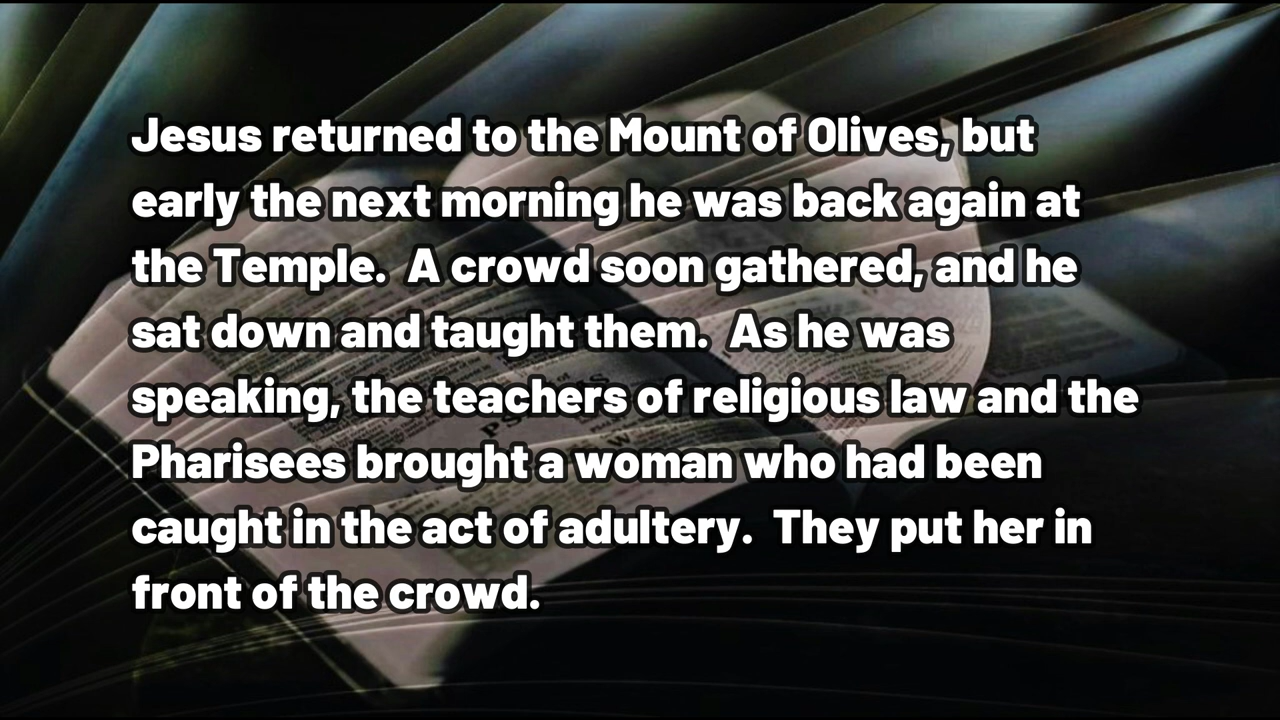 Jesus returned to the Mount of Olives, but
early the next morning he was back again at
the Temple.  A crowd soon gathered, and he
sat down and taught them.  As he was
speaking, the teachers of religious law and the
Pharisees brought a woman who had been
caught in the act of adultery.  They put her in
front of the crowd.